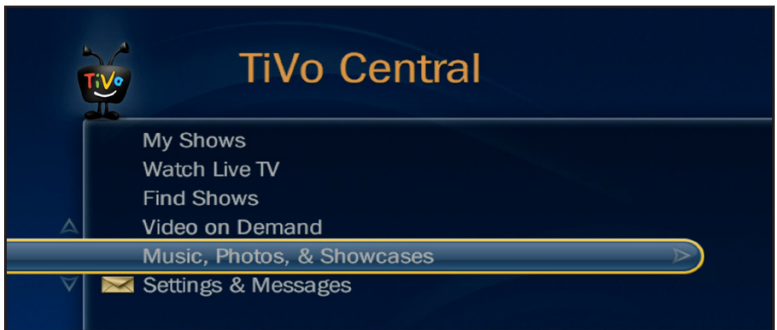 TiVo
TiVo Central
My Shows
Watch Live TV
Find Shows
Video on Demand
Music, Photos, & Showcases
Settings & Messages